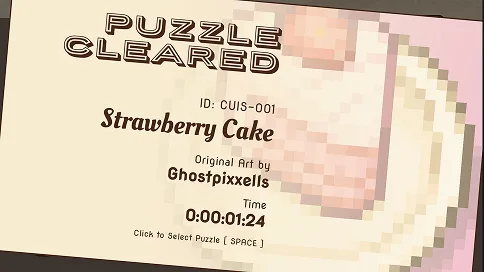 PUZZLE
CLEARED
ID: CUIS-001
Strawberry Cake
Original Art by
Ghostpixxells
Time
0:00:01:24
Click to Select Puzzle [ SPACE ]